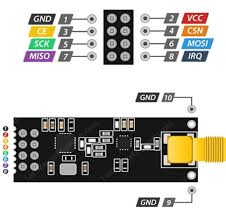 GND 1 2 VCC
CE 3 4 CSN
SCK 5 6 MOSI
MISO 7 8 IRQ
GND 10
GND 9